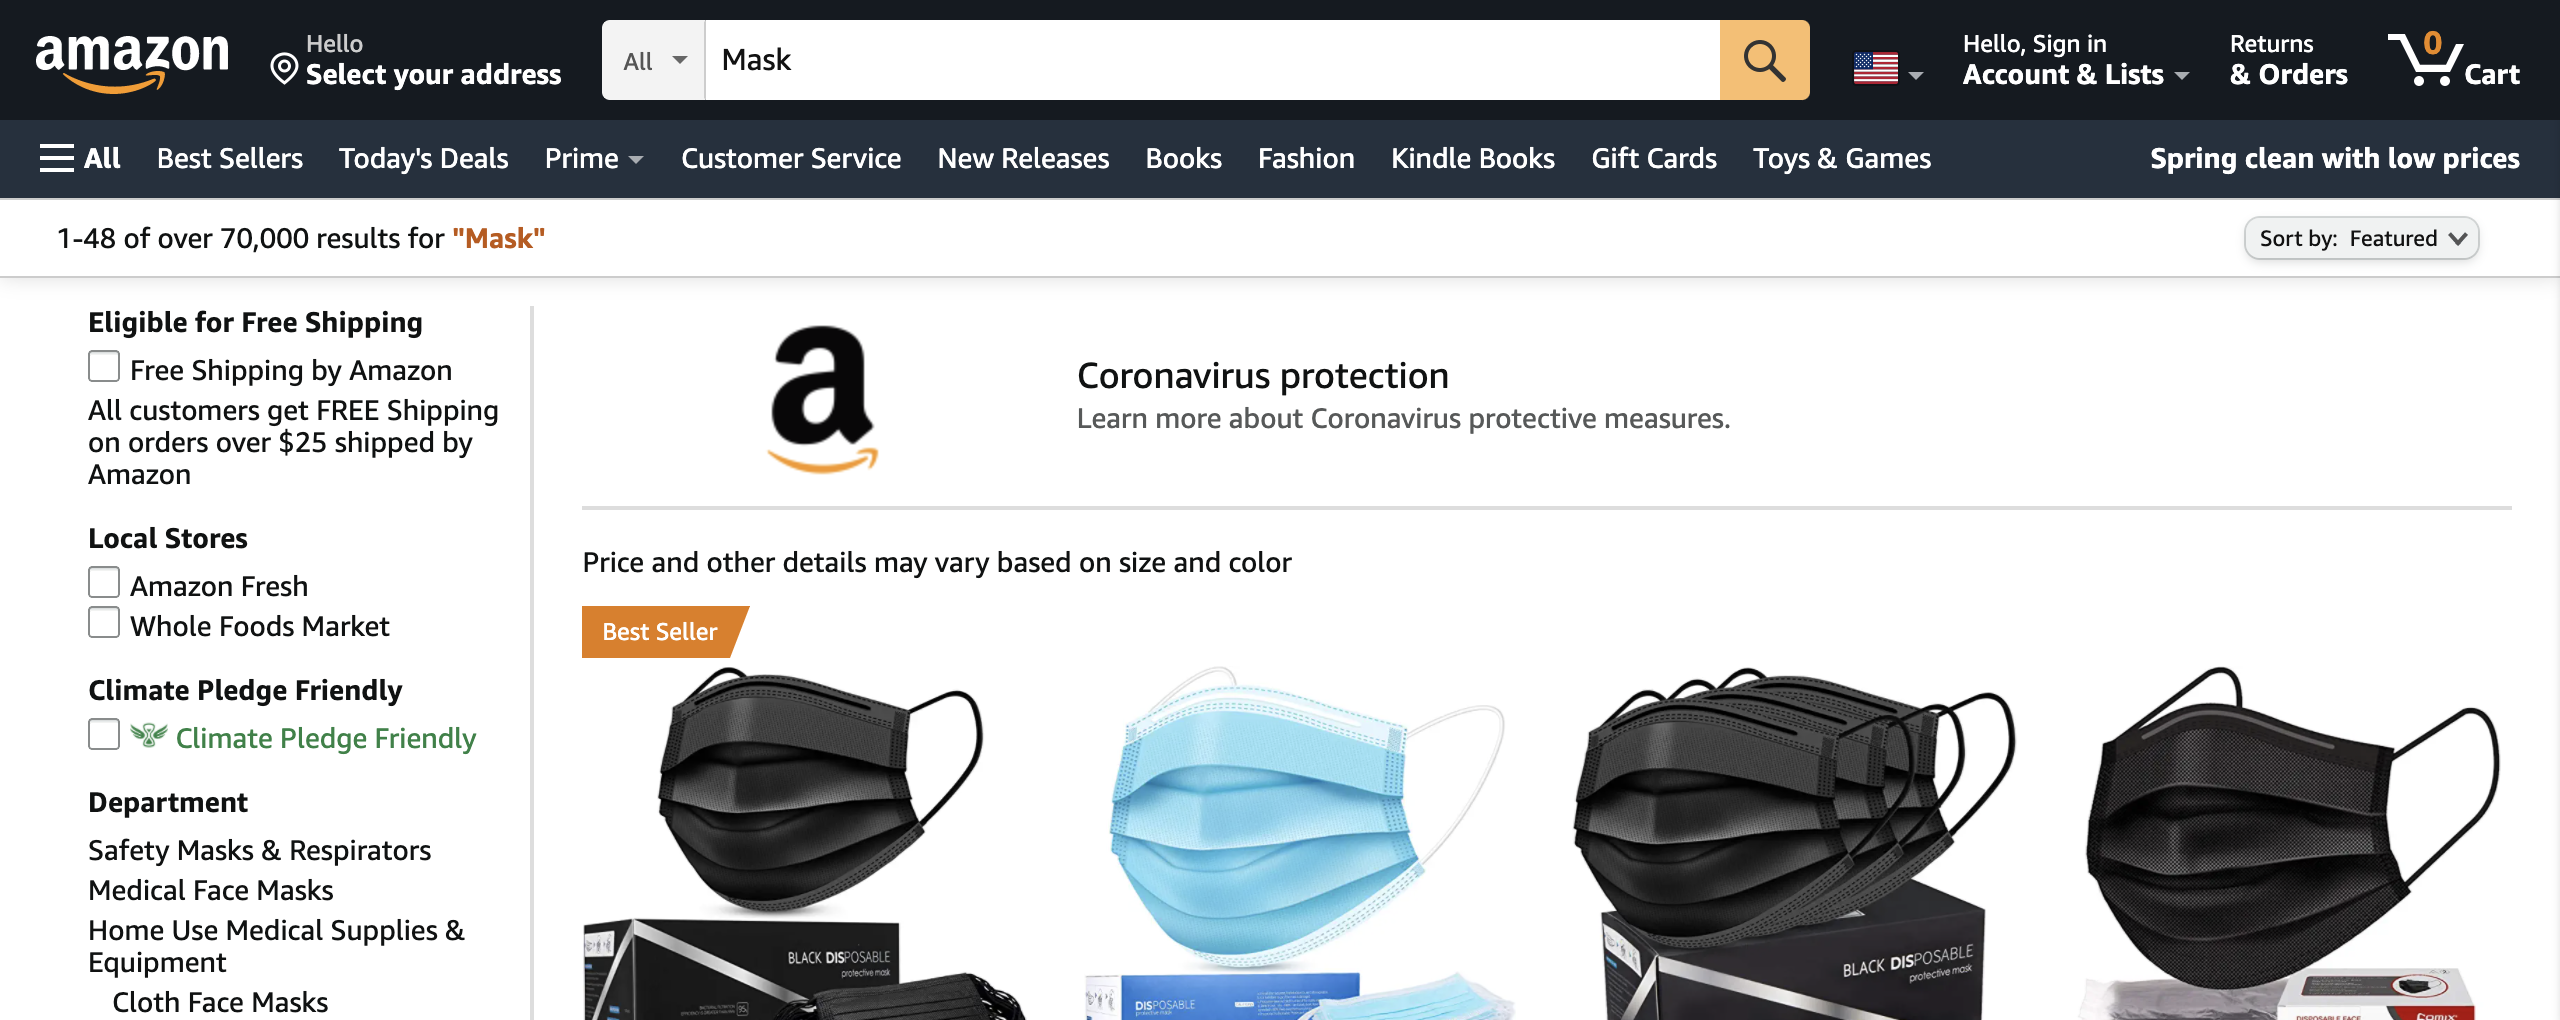 amazon
Hello
Select your address
All
Mask
Hello, Sign in
Account & Lists
Returns
& Orders
0
Cart
All
Best Sellers
Today's Deals
Prime
Customer Service
New Releases
Books
Fashion
Kindle Books
Gift Cards
Toys & Games
Spring clean with low prices
1-48 of over 70,000 results for "Mask"
Sort by: Featured
Eligible for Free Shipping
Free Shipping by Amazon
All customers get FREE Shipping
on orders over $25 shipped by
Amazon
Local Stores
Amazon Fresh
Whole Foods Market
Climate Pledge Friendly
Climate Pledge Friendly
Department
Safety Masks & Respirators
Medical Face Masks
Home Use Medical Supplies &
Equipment
Cloth Face Masks
a
Coronavirus protection
Learn more about Coronavirus protective measures.
Price and other details may vary based on size and color
Best Seller
BLACK DISPOSABLE
protective mask
DISPOSABLE
protective mask
BLACK DISPOSABLE
protective mask
DISPOSABLE FACE
Comix